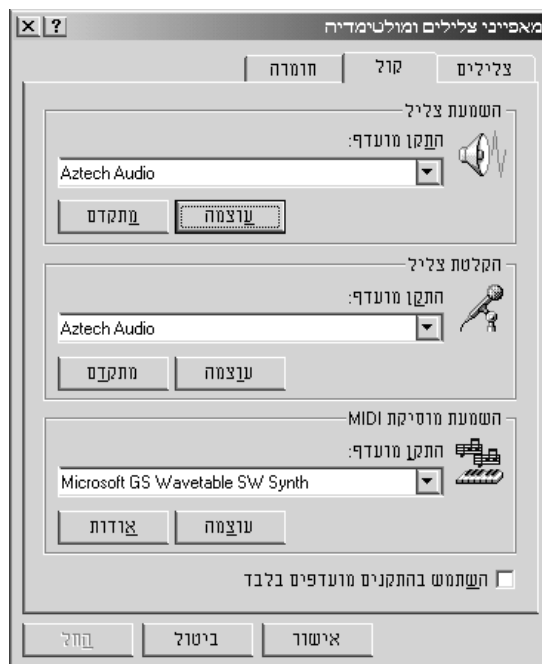 מאפייני צלילים ומולטימדיה
צלילים קול חומרה
השמעת צליל
התקן מועדף:
Aztech Audio
עוצמה מתקדם
הקלטת צליל
התקן מועדף:
Aztech Audio
עוצמה מתקדם
השמעת מוסיקת MIDI
התקן מועדף:
Microsoft GS Wavetable SW Synth
עוצמה אודות
השתמש בהתקנים מועדפים בלבד
אישור ביטול החל